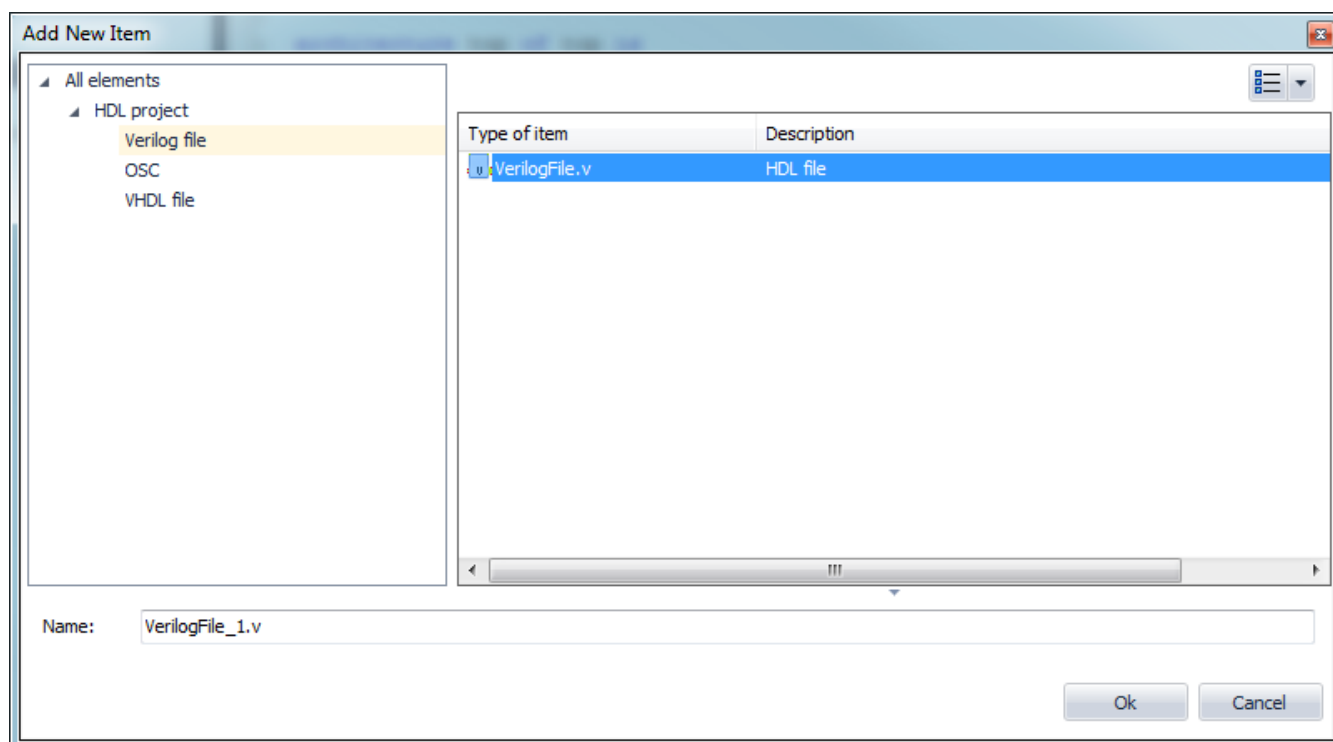 Add New Item
All elements
HDL project
Verilog file
OSC
VHDL file
Type of item Description
VerilogFile.v HDL file
Name: VerilogFile_1.v
Ok Cancel